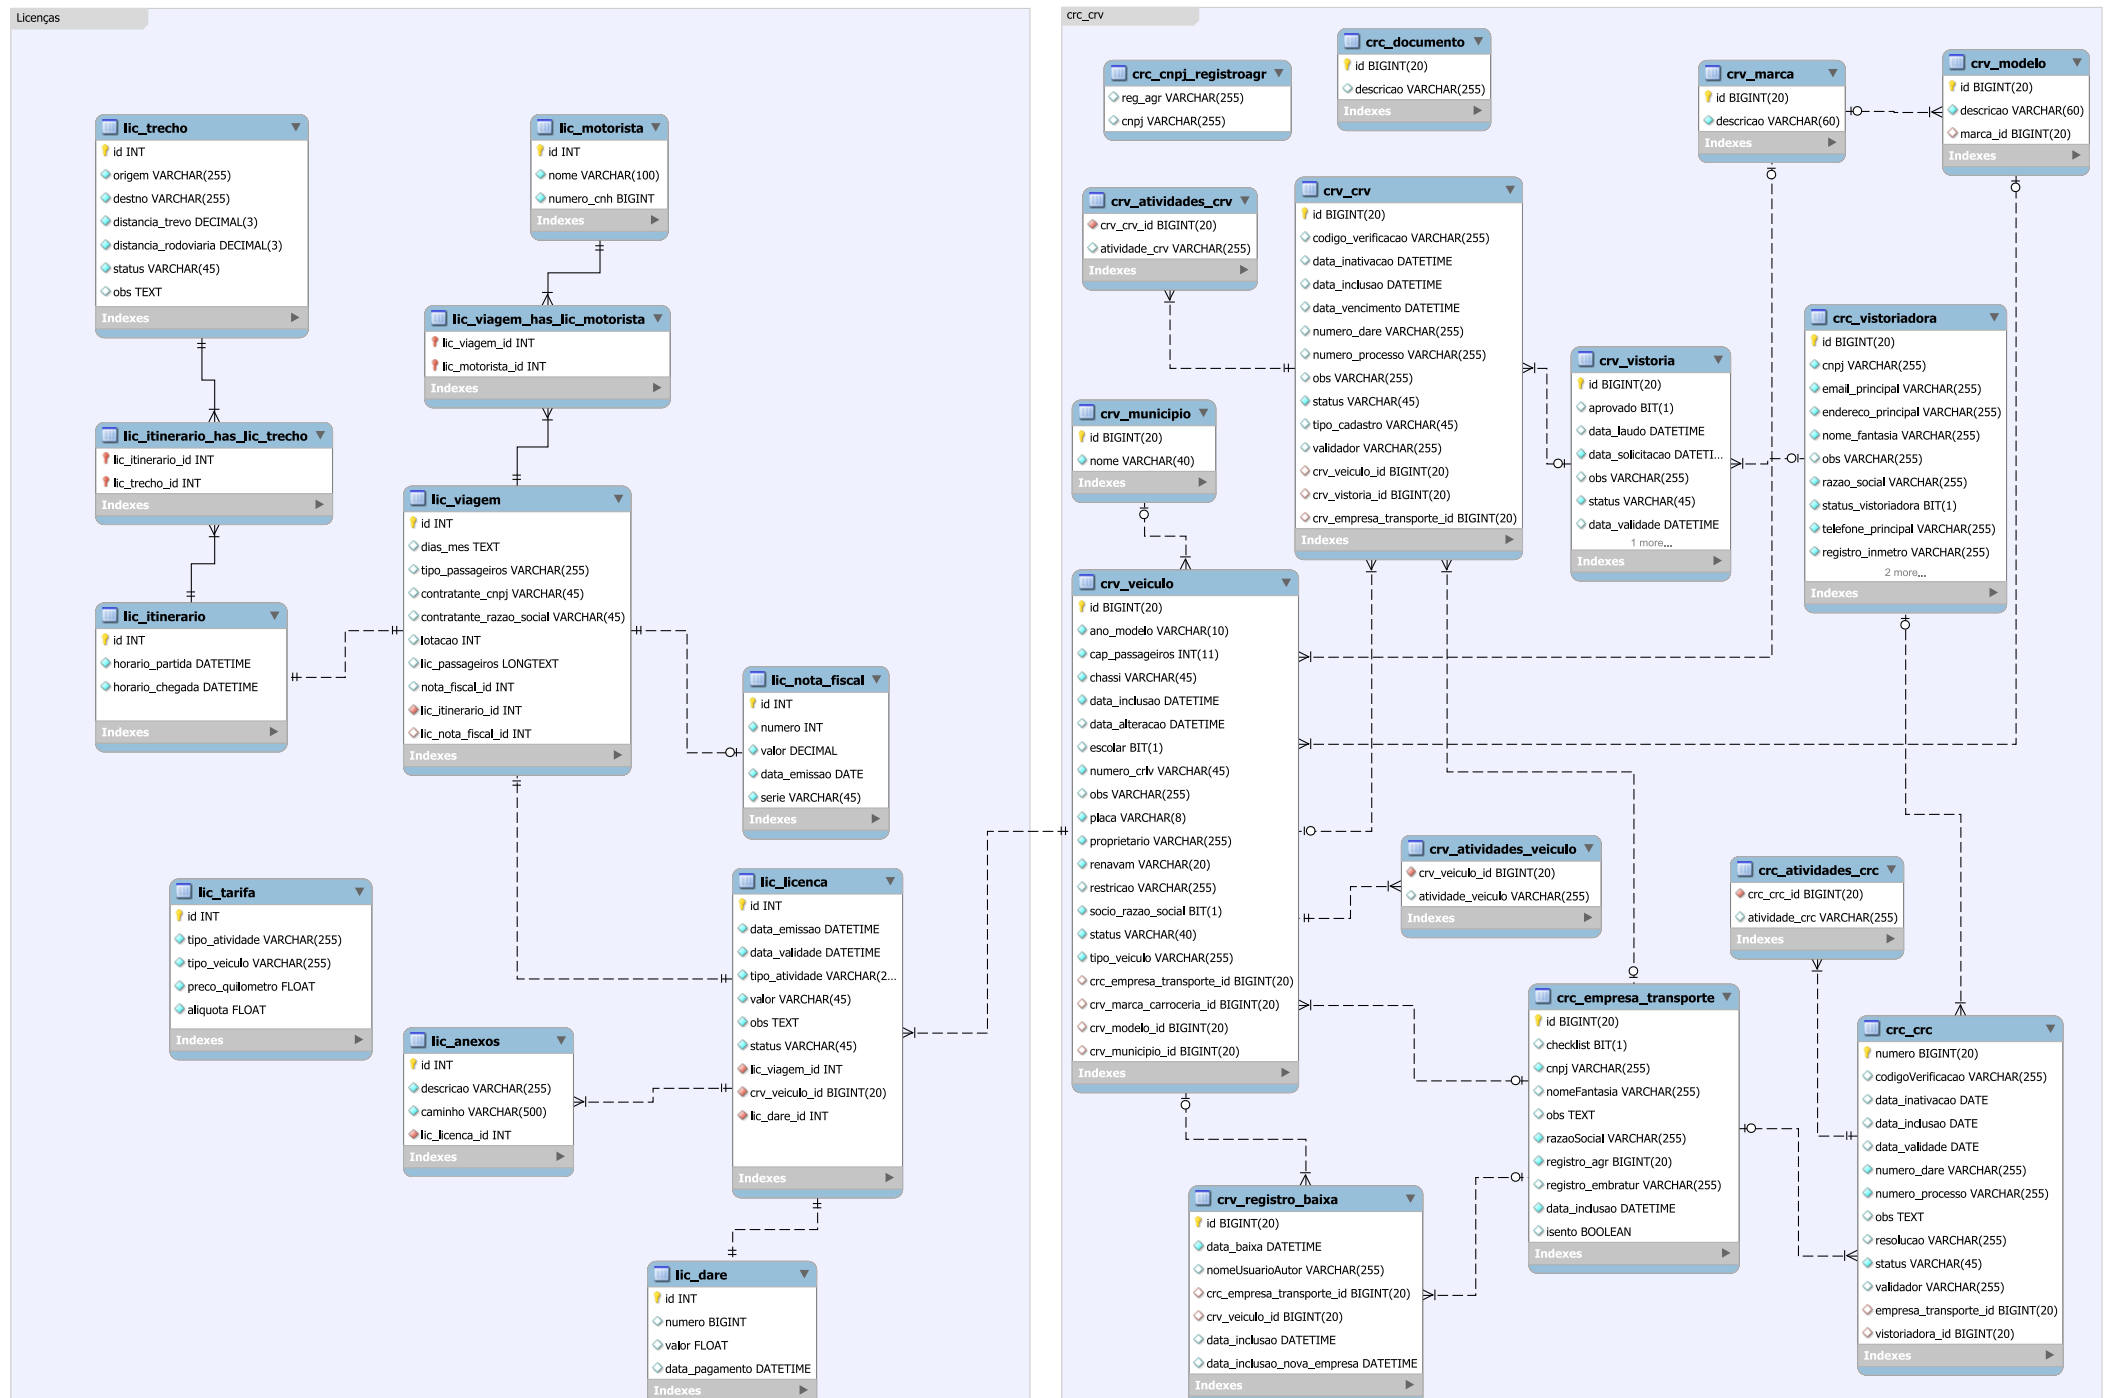 Licenças
lic_trecho
id INT
origem VARCHAR(255)
destno VARCHAR(255)
distancia_trevo DECIMAL(3)
distancia_rodoviaria DECIMAL(3)
status VARCHAR(45)
obs TEXT
Indexes
lic_motorista
id INT
nome VARCHAR(100)
numero_cnh BIGINT
Indexes
lic_viagem_has_lic_motorista
lic_viagem_id INT
lic_motorista_id INT
Indexes
lic_itinerario_has_lic_trecho
lic_itinerario_id INT
lic_trecho_id INT
Indexes
lic_viagem
id INT
dias_mes TEXT
tipo_passageiros VARCHAR(255)
contratante_cnpj VARCHAR(45)
contratante_razao_social VARCHAR(45)
lotacao INT
lic_passageiros LONGTEXT
nota_fiscal_id INT
lic_itinerario_id INT
lic_nota_fiscal_id INT
Indexes
lic_itinerario
id INT
horario_partida DATETIME
horario_chegada DATETIME
Indexes
lic_nota_fiscal
id INT
numero INT
valor DECIMAL
data_emissao DATE
serie VARCHAR(45)
Indexes
lic_tarifa
id INT
tipo_atividade VARCHAR(255)
tipo_veiculo VARCHAR(255)
preco_quilometro FLOAT
aliquota FLOAT
Indexes
lic_licenca
id INT
data_emissao DATETIME
data_validade DATETIME
tipo_atividade VARCHAR(2...
valor VARCHAR(45)
obs TEXT
status VARCHAR(45)
lic_viagem_id INT
crv_veiculo_id BIGINT(20)
lic_dare_id INT
Indexes
lic_anexos
id INT
descricao VARCHAR(255)
caminho VARCHAR(500)
lic_licenca_id INT
Indexes
lic_dare
id INT
numero BIGINT
valor FLOAT
data_pagamento DATETIME
Indexes
crc_crv
crc_cnpj_registroagr
reg_agr VARCHAR(255)
cnpj VARCHAR(255)
crc_documento
id BIGINT(20)
descricao VARCHAR(255)
Indexes
crv_marca
id BIGINT(20)
descricao VARCHAR(60)
Indexes
crv_modelo
id BIGINT(20)
descricao VARCHAR(60)
marca_id BIGINT(20)
Indexes
crv_atividades_crv
crv_crv_id BIGINT(20)
atividade_crv VARCHAR(255)
Indexes
crv_crv
id BIGINT(20)
codigo_verificacao VARCHAR(255)
data_inativacao DATETIME
data_inclusao DATETIME
data_vencimento DATETIME
numero_dare VARCHAR(255)
numero_processo VARCHAR(255)
obs VARCHAR(255)
status VARCHAR(45)
tipo_cadastro VARCHAR(45)
validador VARCHAR(255)
crv_veiculo_id BIGINT(20)
crv_vistoria_id BIGINT(20)
crv_empresa_transporte_id BIGINT(20)
Indexes
crv_vistoria
id BIGINT(20)
aprovado BIT(1)
data_laudo DATETIME
data_solicitacao DATETI...
obs VARCHAR(255)
status VARCHAR(45)
data_validade DATETIME
1 more...
Indexes
crc_vistoriadora
id BIGINT(20)
cnpj VARCHAR(255)
email_principal VARCHAR(255)
endereco_principal VARCHAR(255)
nome_fantasia VARCHAR(255)
obs VARCHAR(255)
razao_social VARCHAR(255)
status_vistoriadora BIT(1)
telefone_principal VARCHAR(255)
registro_inmetro VARCHAR(255)
2 more...
Indexes
crv_municipio
id BIGINT(20)
nome VARCHAR(40)
Indexes
crv_veiculo
id BIGINT(20)
ano_modelo VARCHAR(10)
cap_passageiros INT(11)
chassi VARCHAR(45)
data_inclusao DATETIME
data_alteracao DATETIME
escolar BIT(1)
numero_crlv VARCHAR(45)
obs VARCHAR(255)
placa VARCHAR(8)
proprietario VARCHAR(255)
renavam VARCHAR(20)
restricao VARCHAR(255)
socio_razao_social BIT(1)
status VARCHAR(40)
tipo_veiculo VARCHAR(255)
crc_empresa_transporte_id BIGINT(20)
crv_marca_carroceria_id BIGINT(20)
crv_modelo_id BIGINT(20)
crv_municipio_id BIGINT(20)
Indexes
crv_atividades_veiculo
crv_veiculo_id BIGINT(20)
atividade_veiculo VARCHAR(255)
Indexes
crc_atividades_crc
crc_crc_id BIGINT(20)
atividade_crc VARCHAR(255)
Indexes
crc_empresa_transporte
id BIGINT(20)
checklist BIT(1)
cnpj VARCHAR(255)
nomeFantasia VARCHAR(255)
obs TEXT
razaoSocial VARCHAR(255)
registro_agr BIGINT(20)
registro_embratur VARCHAR(255)
data_inclusao DATETIME
isento BOOLEAN
Indexes
crc_crc
numero BIGINT(20)
codigoVerificacao VARCHAR(255)
data_inativacao DATE
data_inclusao DATE
data_validade DATE
numero_dare VARCHAR(255)
numero_processo VARCHAR(255)
obs TEXT
resolucao VARCHAR(255)
status VARCHAR(45)
validador VARCHAR(255)
empresa_transporte_id BIGINT(20)
vistoriadora_id BIGINT(20)
Indexes
crv_registro_baixa
id BIGINT(20)
data_baixa DATETIME
nomeUsuarioAutor VARCHAR(255)
crc_empresa_transporte_id BIGINT(20)
crv_veiculo_id BIGINT(20)
data_inclusao DATETIME
data_inclusao_nova_empresa DATETIME
Indexes